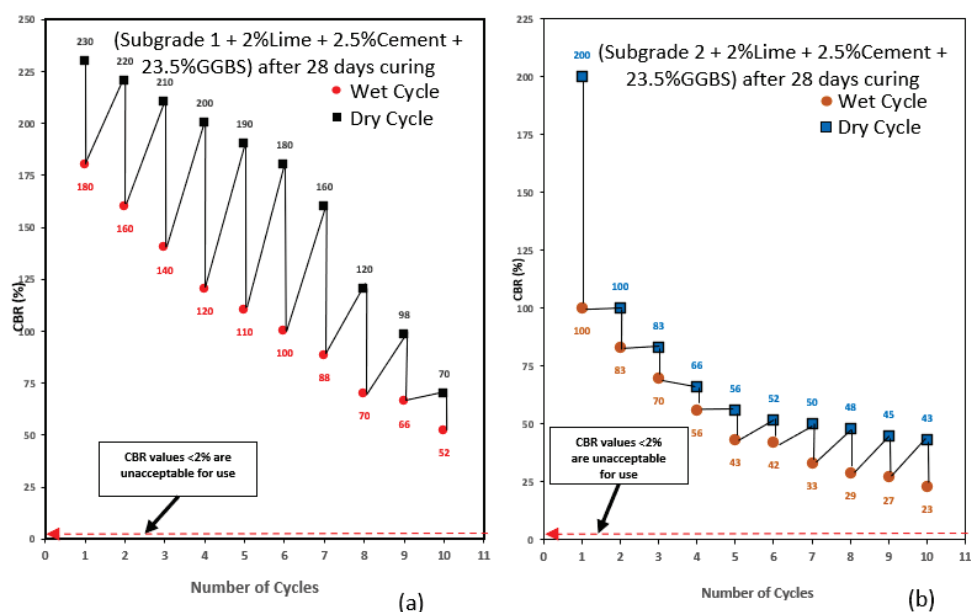 (Subgrade 1 + 2%Lime + 2.5%Cement +
23.5%GGBS) after 28 days curing
Wet Cycle
Dry Cycle
250
225
200
175
150
125
100
75
50
25
0
CBR (%)
230
220
210
200
190
180
160
120
98
70
180
160
140
120
110
100
88
70
66
52
CBR values <2% are
unacceptable for use
0 1 2 3 4 5 6 7 8 9 10 11
Number of Cycles
(a)
(Subgrade 2 + 2%Lime + 2.5%Cement +
23.5%GGBS) after 28 days curing
Wet Cycle
Dry Cycle
225
200
175
150
125
100
75
50
25
0
CBR (%)
200
100
83
66
56
52
50
48
45
43
100
83
70
56
43
42
33
29
27
23
CBR values <2%
are unacceptable
for use
0 1 2 3 4 5 6 7 8 9 10 11
Number of Cycles
(b)